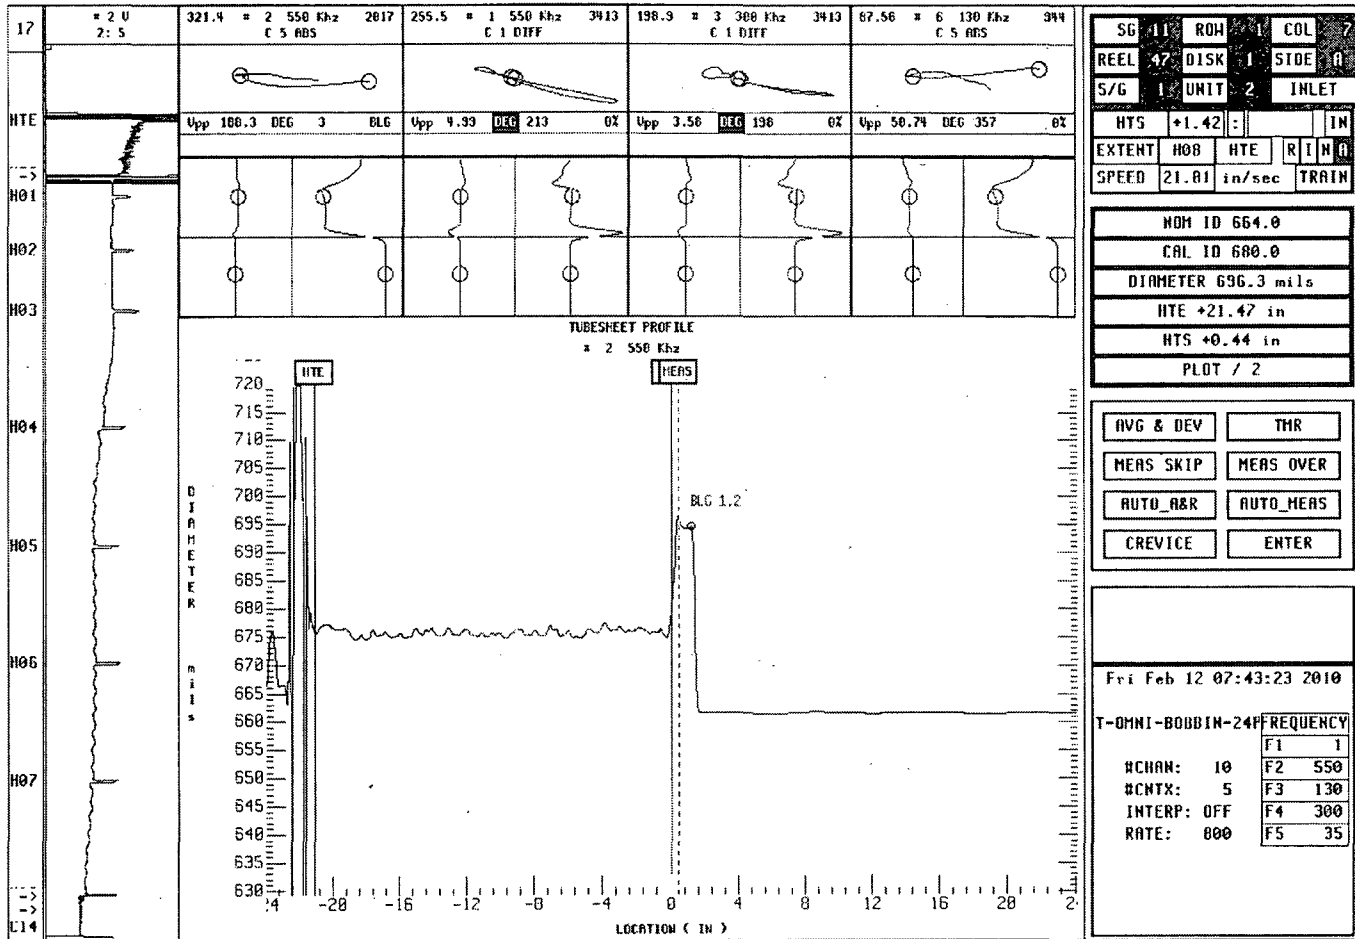 17
# 2 V
2: 5
321.4 # 2 550 Khz 2017
C 5 ABS
255.5 # 1 550 Khz 3413
C 1 DIFF
198.9 # 3 300 Khz 3413
C 1 DIFF
87.56 # 6 130 Khz 944
C 5 ABS
Vpp 180.3 DEG 3 BLG
Vpp 4.99 DEG 213 0%
Vpp 3.56 DEG 198 0%
Vpp 50.74 DEG 357 0%
HTE
H01
H02
H03
H04
H05
H06
H07
C14
SG 11 ROW 1 COL 7
REEL 47 DISK 1 SIDE A
S/G 1 UNIT 2 INLET
HTS +1.42 : IN
EXTENT H08 HTE R I N A
SPEED 21.81 in/sec TRAIN
NOM ID 664.0
CAL ID 680.0
DIAMETER 696.3 mils
HTE +21.47 in
HTS +0.44 in
PLOT / 2
AVG & DEV
TMR
MEAS SKIP
MEAS OVER
AUTO_A&R
AUTO_MEAS
CREVICE
ENTER
Fri Feb 12 07:43:23 2010
T-OMNI-BOBBIN-24P
FREQUENCY
F1 1
#CHAN: 10 F2 550
#CNTX: 5 F3 130
INTERP: OFF F4 300
RATE: 800 F5 35
TUBESHEET PROFILE
# 2 550 Khz
HTE
MEAS
BLG 1.2
DIAMETER mils
720
715
710
705
700
695
690
685
680
675
670
665
660
655
650
645
640
635
630
-20 -16 -12 -8 -4 0 4 8 12 16 20
LOCATION ( IN )